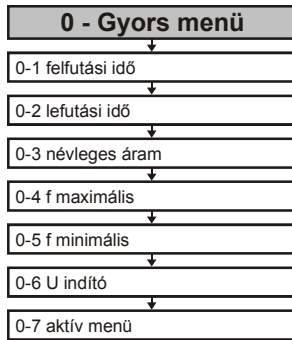 0 - Gyors menü
0-1 felfutási idő
0-2 lefutási idő
0-3 névleges áram
0-4 f maximális
0-5 f minimális
0-6 U indító
0-7 aktív menü